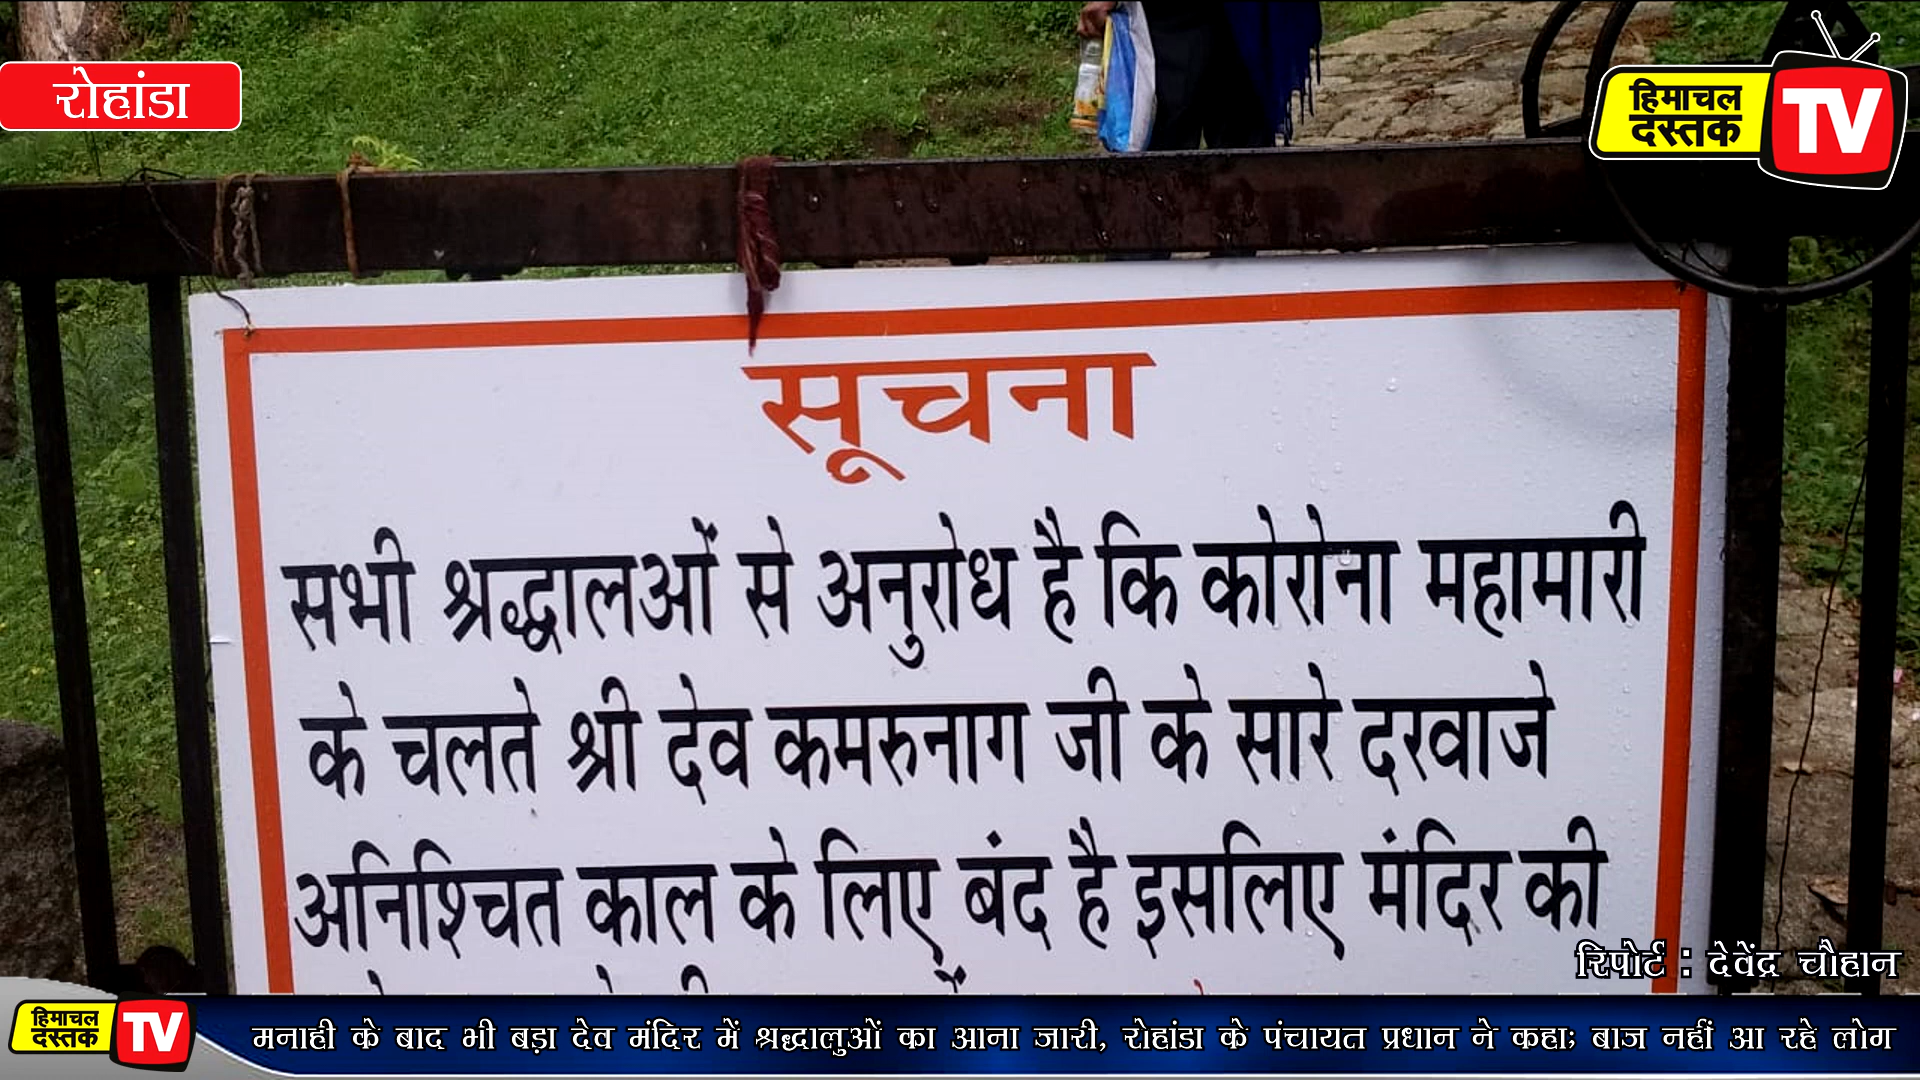 रोहांडा
हिमाचल
दस्तक
TV
सूचना
सभी श्रद्धालओं से अनुरोध है कि कोरोना महामारी
के चलते श्री देव कमरुनाग जी के सारे दरवाजे
अनिश्चित काल के लिए बंद है इसलिए मंदिर की
रिपोर्ट : देवेंद्र चौहान
हिमाचल
दस्तक
TV
मनाही के बाद भी बड़ा देव मंदिर में श्रद्धालुओं का आना जारी, रोहांडा के पंचायत प्रधान ने कहा; बाज नहीं आ रहे लोग